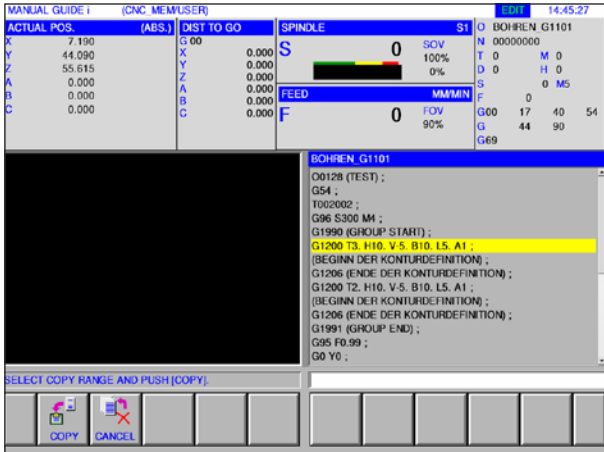 MANUAL GUIDE i (CNC_MEM/USER) EDIT 14:45:27
ACTUAL POS. (ABS.)
X 7.190
Y 44.090
Z 55.615
A 0.000
B 0.000
C 0.000
DIST TO GO
G 00
X 0.000
Y 0.000
Z 0.000
A 0.000
B 0.000
C 0.000
SPINDLE S1
S 0 SOV
100%
0%
FEED MM/MIN
F 0 FOV
90%
O BOHREN_G1101
N 00000000
T 0 M 0
D 0 H 0
S 0 M5
F 0
G00 17 40 54
G 44 90
G69
BOHREN_G1101
O0128 (TEST) ;
G54 ;
T002002 ;
G96 S300 M4 ;
G1990 (GROUP START) ;
G1200 T3. H10. V-5. B10. L5. A1 ;
(BEGINN DER KONTURDEFINITION) ;
G1206 (ENDE DER KONTURDEFINITION) ;
G1200 T2. H10. V-5. B10. L5. A1 ;
(BEGINN DER KONTURDEFINITION) ;
G1206 (ENDE DER KONTURDEFINITION) ;
G1991 (GROUP END) ;
G95 F0.99 ;
G0 Y0 ;
SELECT COPY RANGE AND PUSH [COPY].
COPY CANCEL